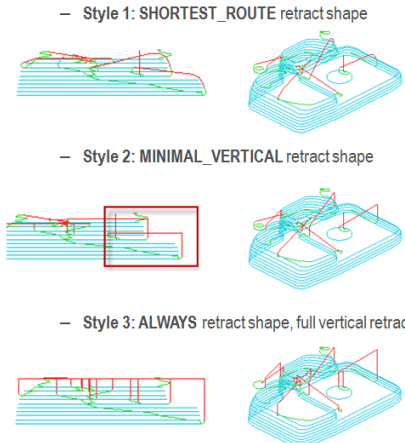 – Style 1: SHORTEST_ROUTE retract shape
– Style 2: MINIMAL_VERTICAL retract shape
– Style 3: ALWAYS retract shape, full vertical retrac